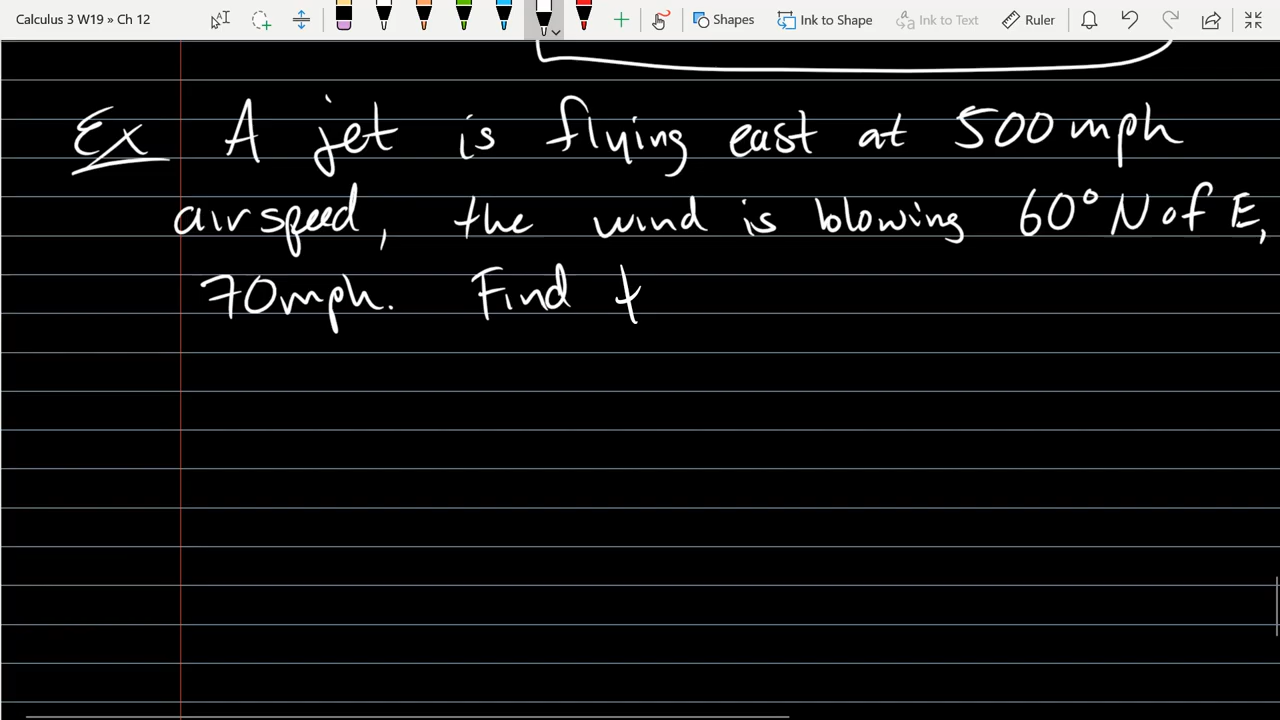 Calculus 3 W19 » Ch 12
Shapes Ink to Shape Ink to Text Ruler
Ex A jet is flying east at 500 mph
airspeed, the wind is blowing 60° N of E,
70mph. Find t